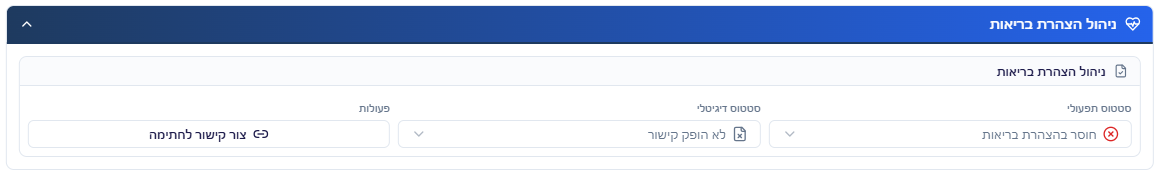 ניהול הצהרת בריאות
ניהול הצהרת בריאות
סטטוס תפעולי
חוסר בהצהרת בריאות
סטטוס דיגיטלי
לא הופק קישור
פעולות
צור קישור לחתימה